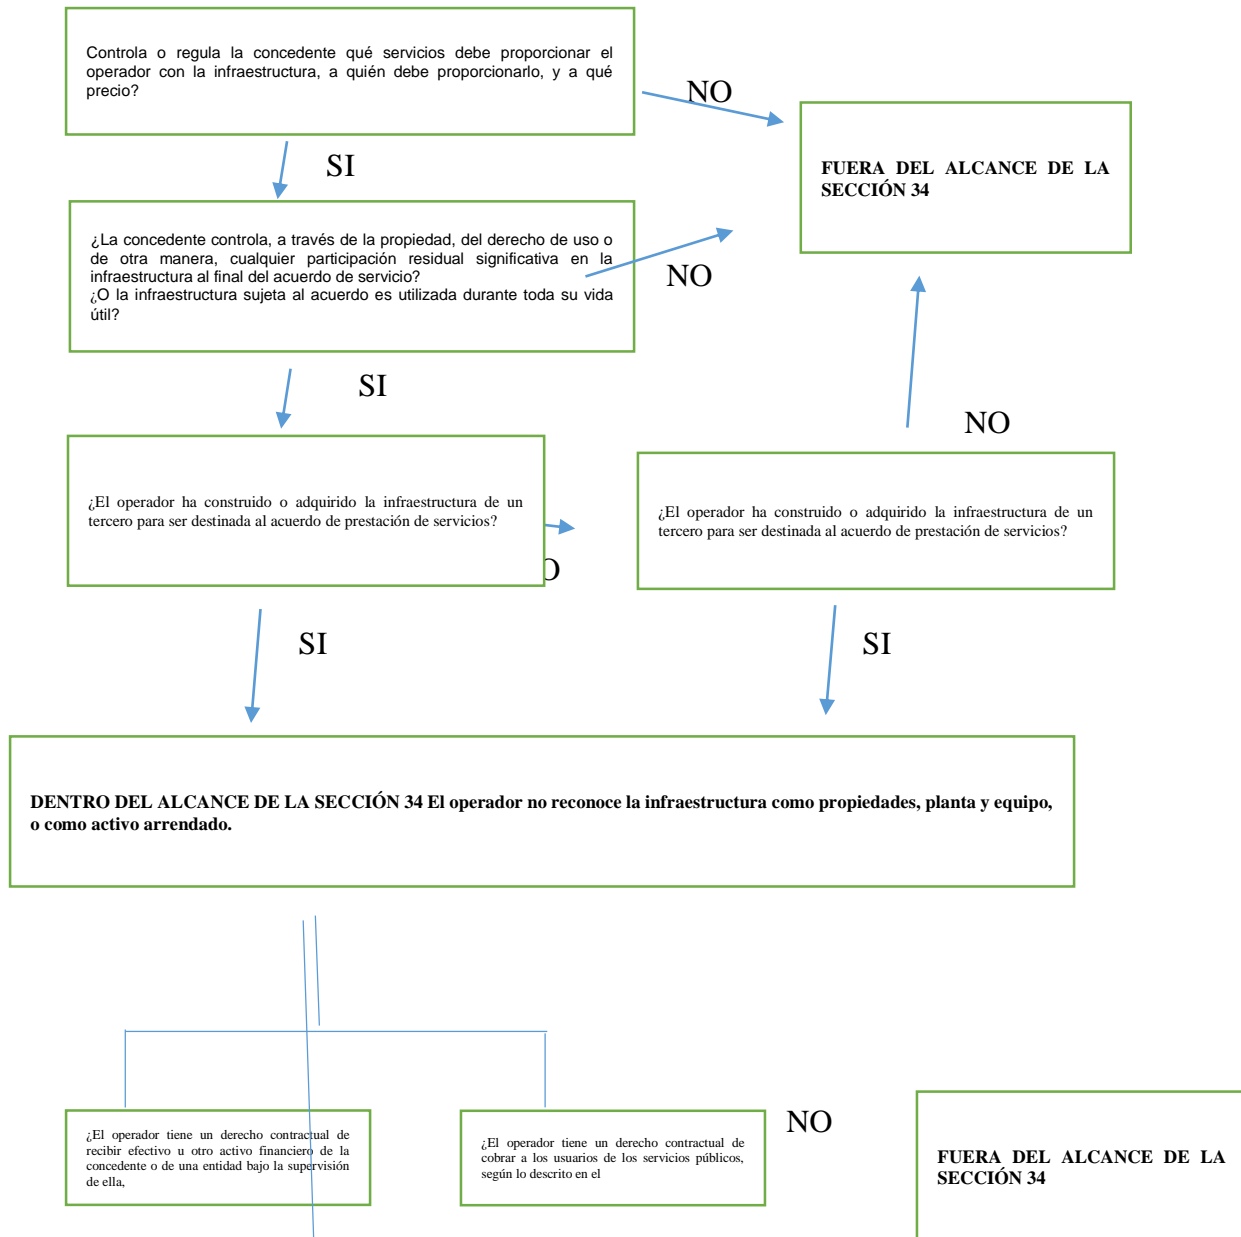 Controla o regula la concedente qué servicios debe proporcionar el
operador con la infraestructura, a quién debe proporcionarlo, y a qué
precio?
NO
SI
FUERA DEL ALCANCE DE LA
SECCIÓN 34
¿La concedente controla, a través de la propiedad, del derecho de uso o
de otra manera, cualquier participación residual significativa en la
infraestructura al final del acuerdo de servicio?
¿O la infraestructura sujeta al acuerdo es utilizada durante toda su vida
útil?
NO
SI
NO
¿El operador ha construido o adquirido la infraestructura de un
tercero para ser destinada al acuerdo de prestación de servicios?
¿El operador ha construido o adquirido la infraestructura de un
tercero para ser destinada al acuerdo de prestación de servicios?
O
SI
SI
DENTRO DEL ALCANCE DE LA SECCIÓN 34 El operador no reconoce la infraestructura como propiedades, planta y equipo,
o como activo arrendado.
¿El operador tiene un derecho contractual de
recibir efectivo u otro activo financiero de la
concedente o de una entidad bajo la supervisión
de ella,
¿El operador tiene un derecho contractual de
cobrar a los usuarios de los servicios públicos,
según lo descrito en el
NO
FUERA DEL ALCANCE DE LA
SECCIÓN 34